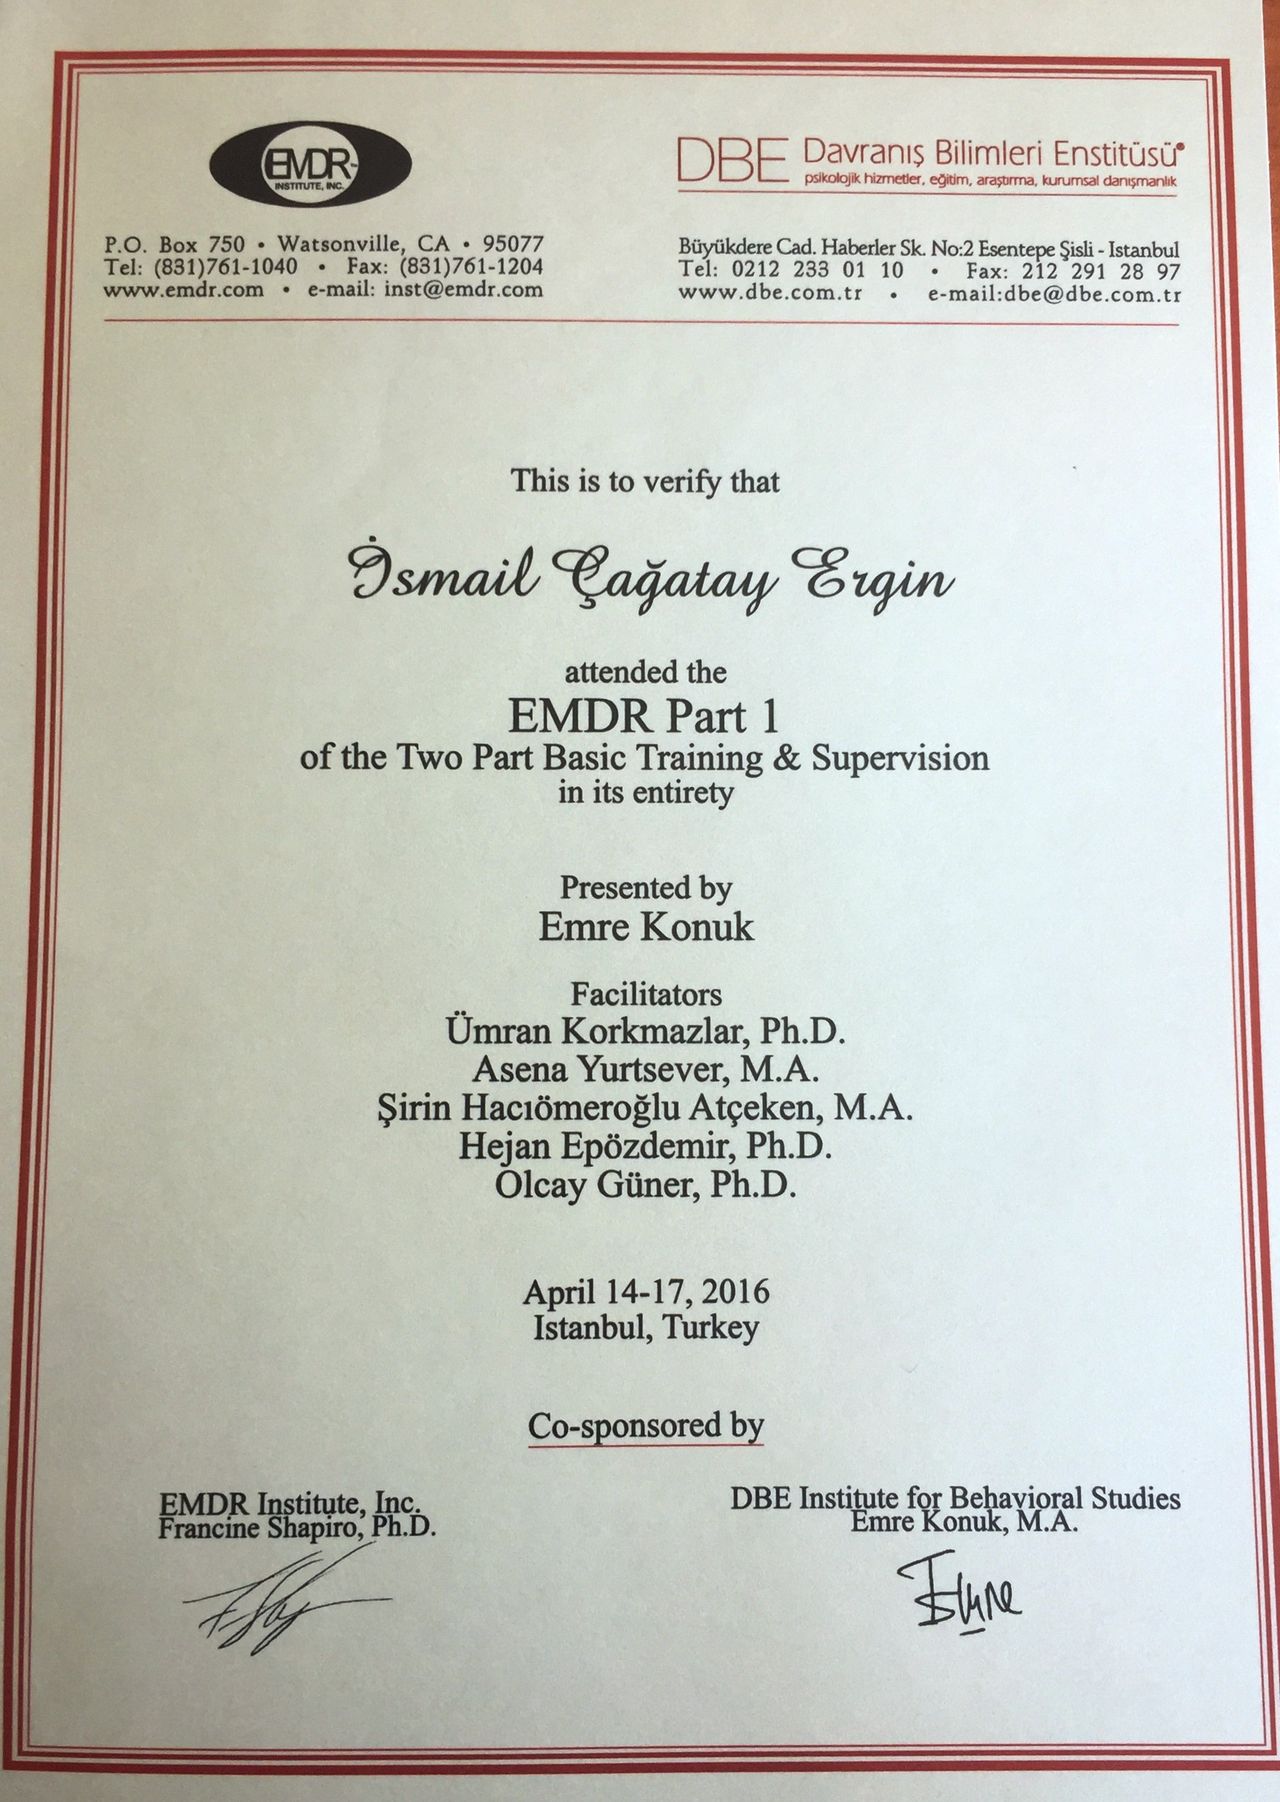 EMDR
INSTITUTE, INC.
P.O. Box 750 • Watsonville, CA • 95077
Tel: (831)761-1040 • Fax: (831)761-1204
www.emdr.com • e-mail: inst@emdr.com
DBE Davranış Bilimleri Enstitüsü
psikolojik hizmetler, eğitim, araştırma, kurumsal danışmanlık
Büyükdere Cad. Haberler Sk. No:2 Esentepe Şisli - Istanbul
Tel: 0212 233 01 10 • Fax: 212 291 28 97
www.dbe.com.tr • e-mail:dbe@dbe.com.tr
This is to verify that
İsmail Çağatay Ergin
attended the
EMDR Part 1
of the Two Part Basic Training & Supervision
in its entirety
Presented by
Emre Konuk
Facilitators
Ümran Korkmazlar, Ph.D.
Asena Yurtsever, M.A.
Şirin Hacıömeroğlu Atçeken, M.A.
Hejan Epözdemir, Ph.D.
Olcay Güner, Ph.D.
April 14-17, 2016
Istanbul, Turkey
Co-sponsored by
EMDR Institute, Inc.
Francine Shapiro, Ph.D.
DBE Institute for Behavioral Studies
Emre Konuk, M.A.